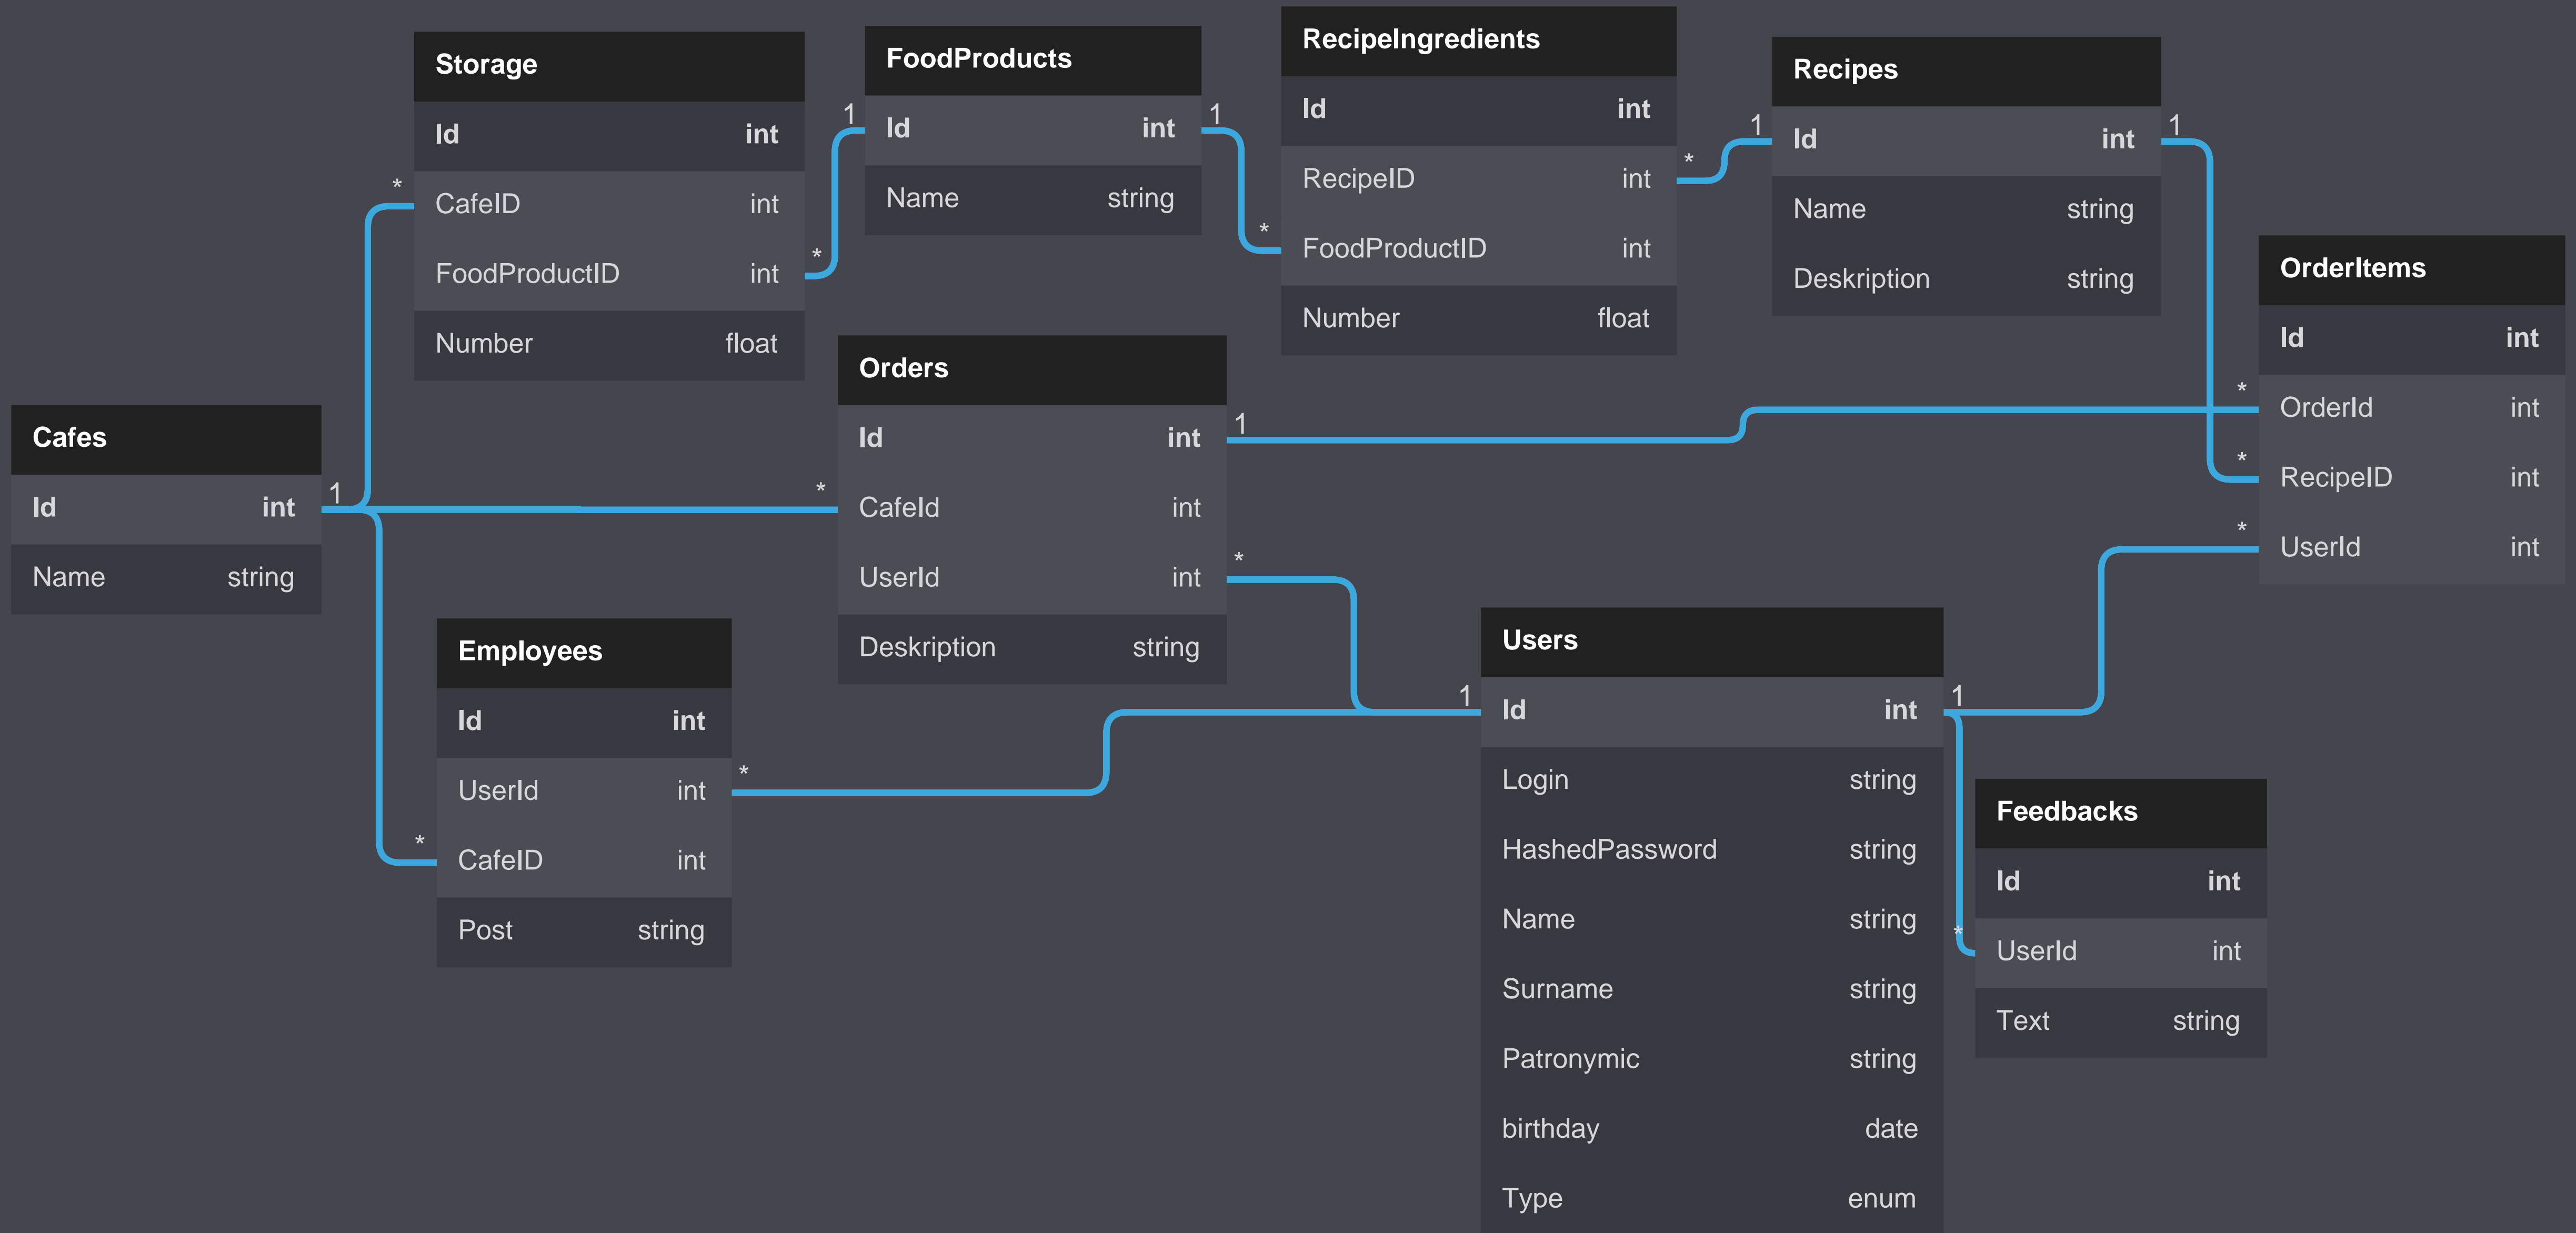 Storage
Id int
CafeID int
FoodProductID int
Number float
FoodProducts
Id int
Name string
RecipeIngredients
Id int
RecipeID int
FoodProductID int
Number float
Recipes
Id int
Name string
Deskription string
OrderItems
Id int
OrderId int
RecipeID int
UserId int
Cafes
Id int
Name string
Orders
Id int
CafeId int
UserId int
Deskription string
Employees
Id int
UserId int
CafeID int
Post string
Users
Id int
Login string
HashedPassword string
Name string
Surname string
Patronymic string
birthday date
Type enum
Feedbacks
Id int
UserId int
Text string
1
*
*
*
1
1
*
*
1
1
*
*
*
1
*
*
*
*
1
1
*